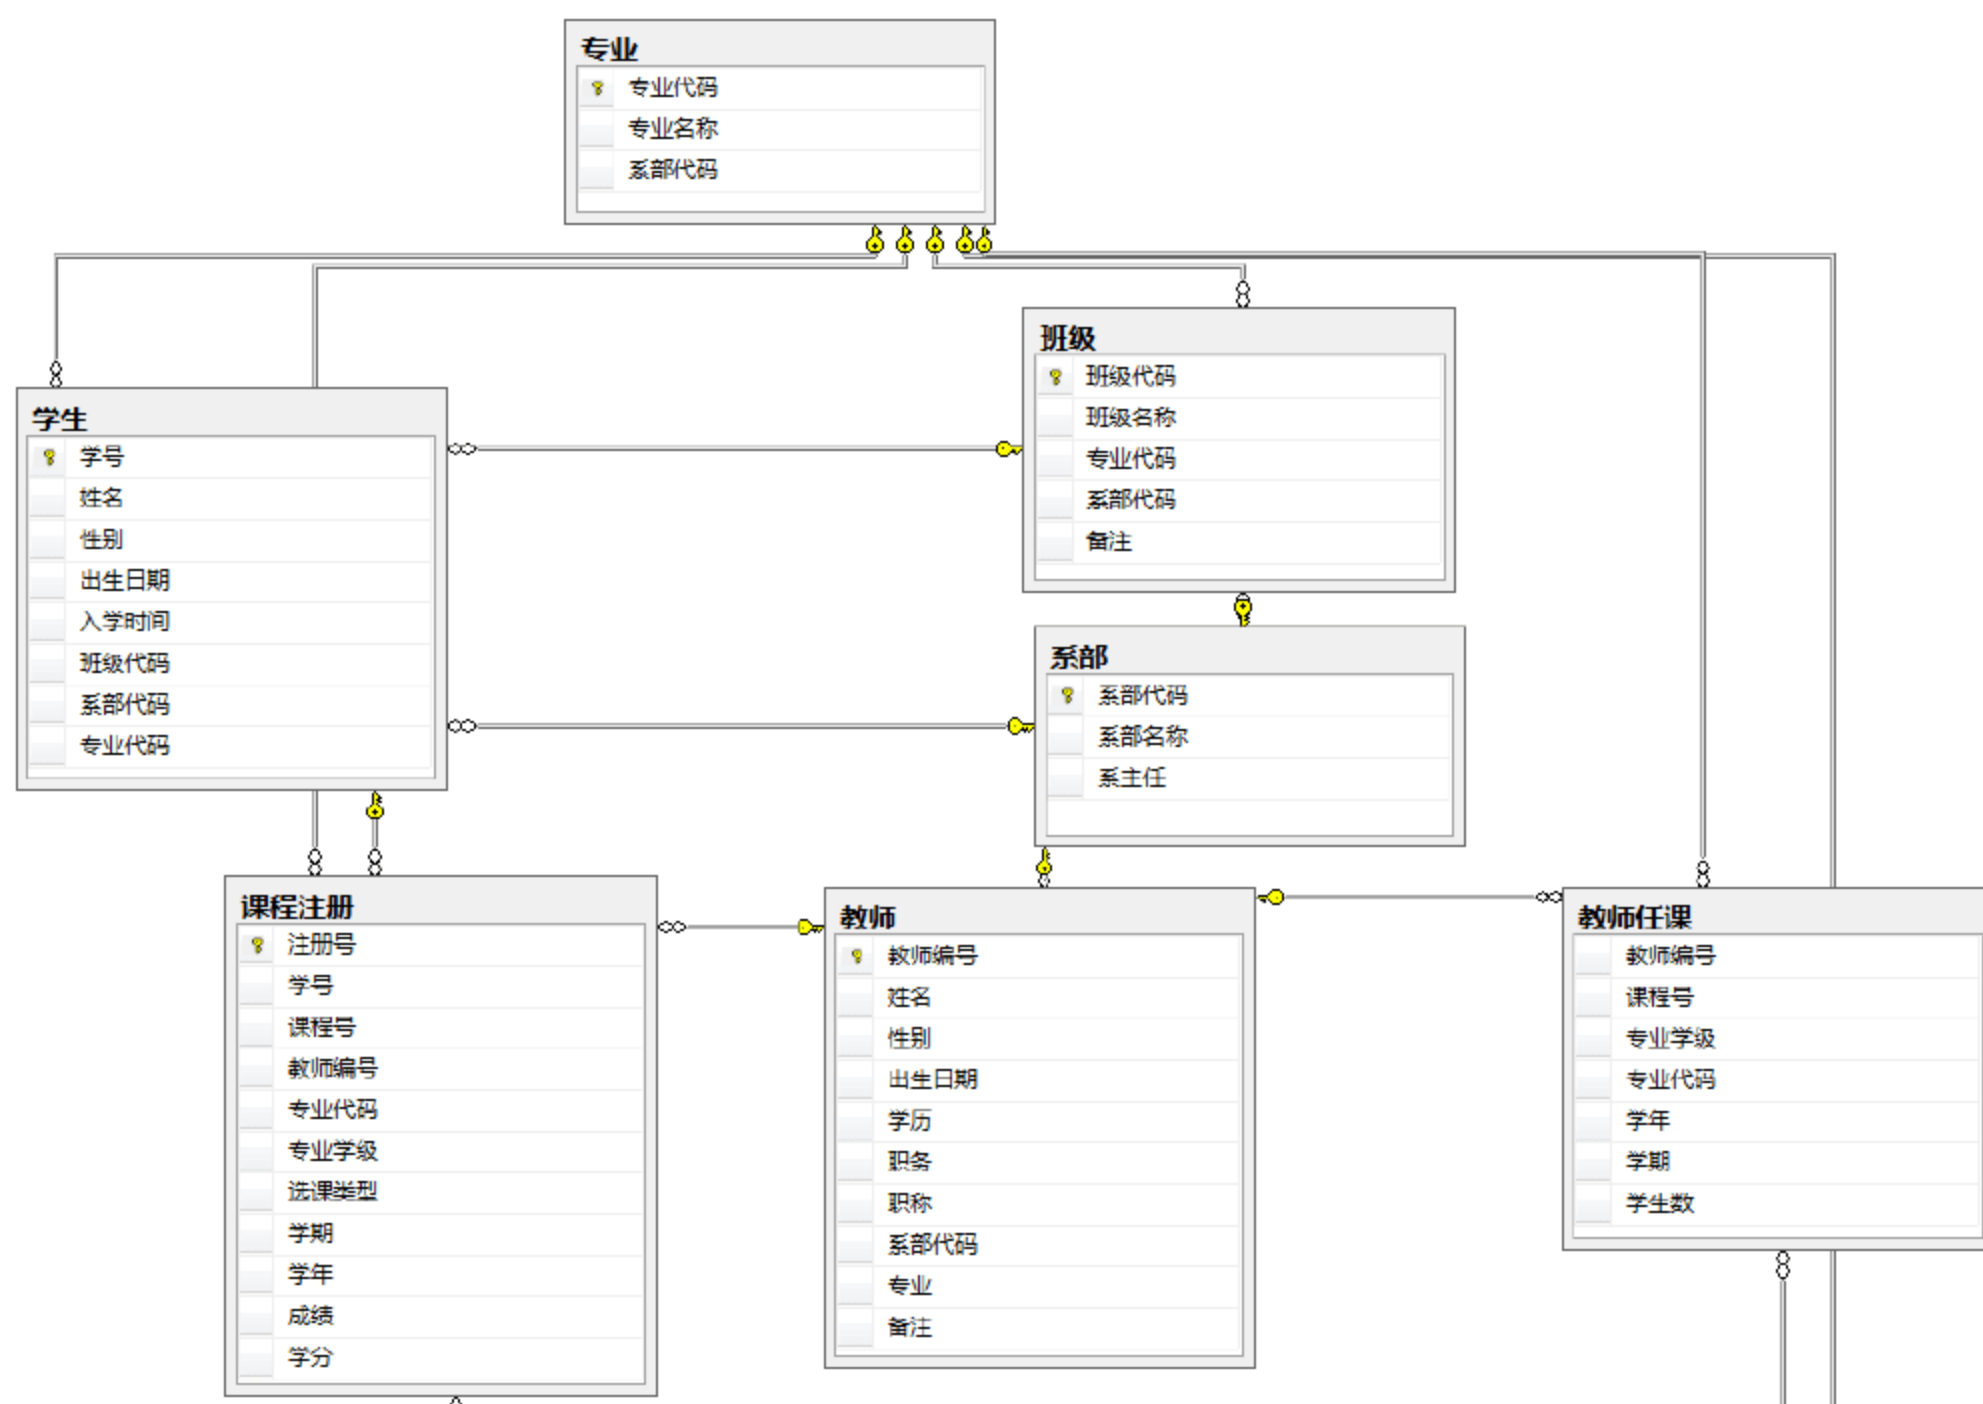 专业
专业代码
专业名称
系部代码
班级
班级代码
班级名称
专业代码
系部代码
备注
学生
学号
姓名
性别
出生日期
入学时间
班级代码
系部代码
专业代码
系部
系部代码
系部名称
系主任
课程注册
注册号
学号
课程号
教师编号
专业代码
专业学级
选课类型
学期
学年
成绩
学分
教师
教师编号
姓名
性别
出生日期
学历
职务
职称
系部代码
专业
备注
教师任课
教师编号
课程号
专业学级
专业代码
学年
学期
学生数